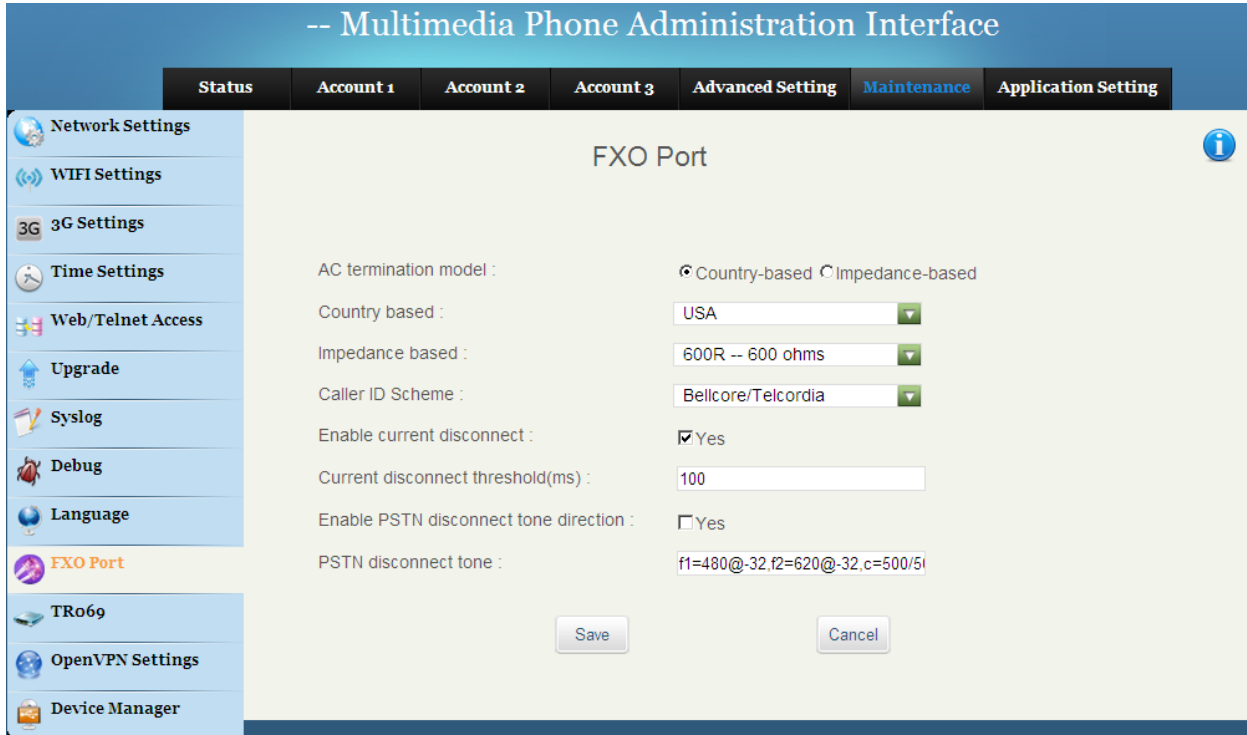 -- Multimedia Phone Administration Interface
Status Account 1 Account 2 Account 3 Advanced Setting Maintenance Application Setting
Network Settings
WIFI Settings
3G 3G Settings
Time Settings
Web/Telnet Access
Upgrade
Syslog
Debug
Language
FXO Port
TR069
OpenVPN Settings
Device Manager
FXO Port
AC termination model : Country-based Impedance-based
Country based : USA
Impedance based : 600R -- 600 ohms
Caller ID Scheme : Bellcore/Telcordia
Enable current disconnect : Yes
Current disconnect threshold(ms) : 100
Enable PSTN disconnect tone direction : Yes
PSTN disconnect tone : f1=480@-32,f2=620@-32,c=500/5
Save Cancel